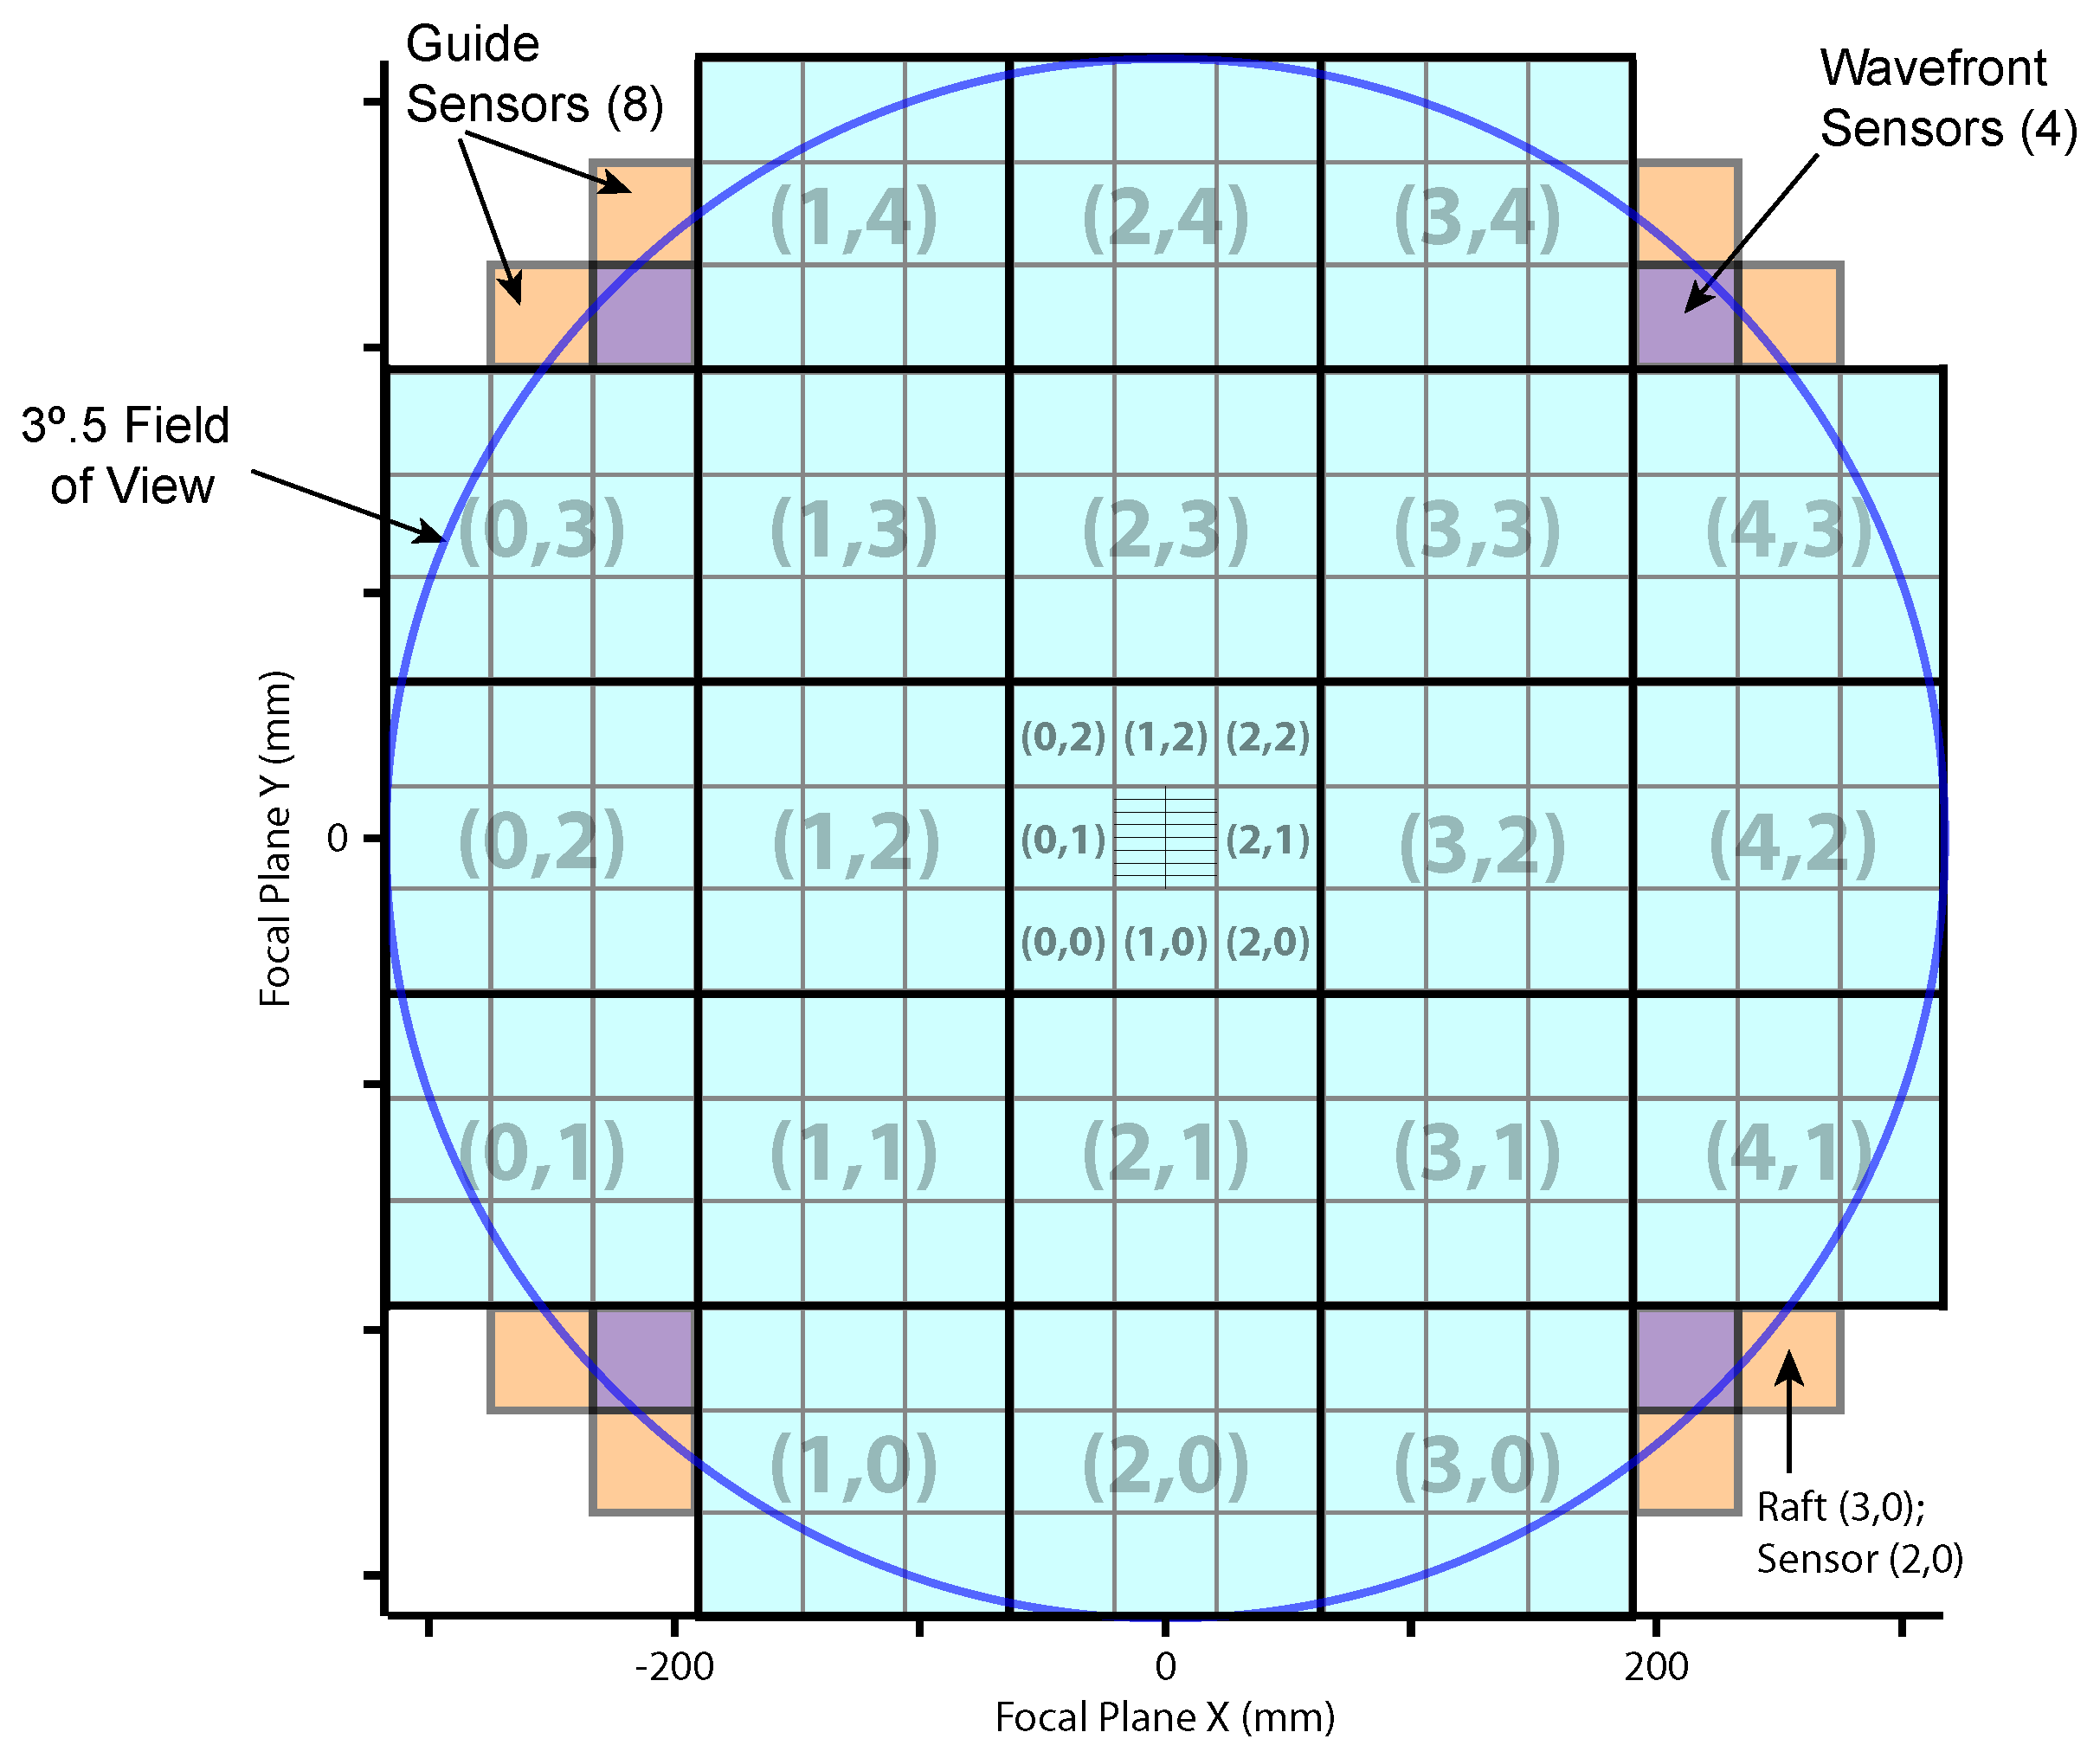 Guide
Sensors (8)
Wavefront
Sensors (4)
(1,4) (2,4) (3,4)
3º.5 Field
of View
(0,3) (1,3) (2,3) (3,3) (4,3)
(0,2) (1,2) (2,2)
(0,2) (1,2) (0,1) (2,1) (3,2) (4,2)
(0,0) (1,0) (2,0)
Focal Plane Y (mm)
0
(0,1) (1,1) (2,1) (3,1) (4,1)
(1,0) (2,0) (3,0)
Raft (3,0);
Sensor (2,0)
-200 0 200
Focal Plane X (mm)